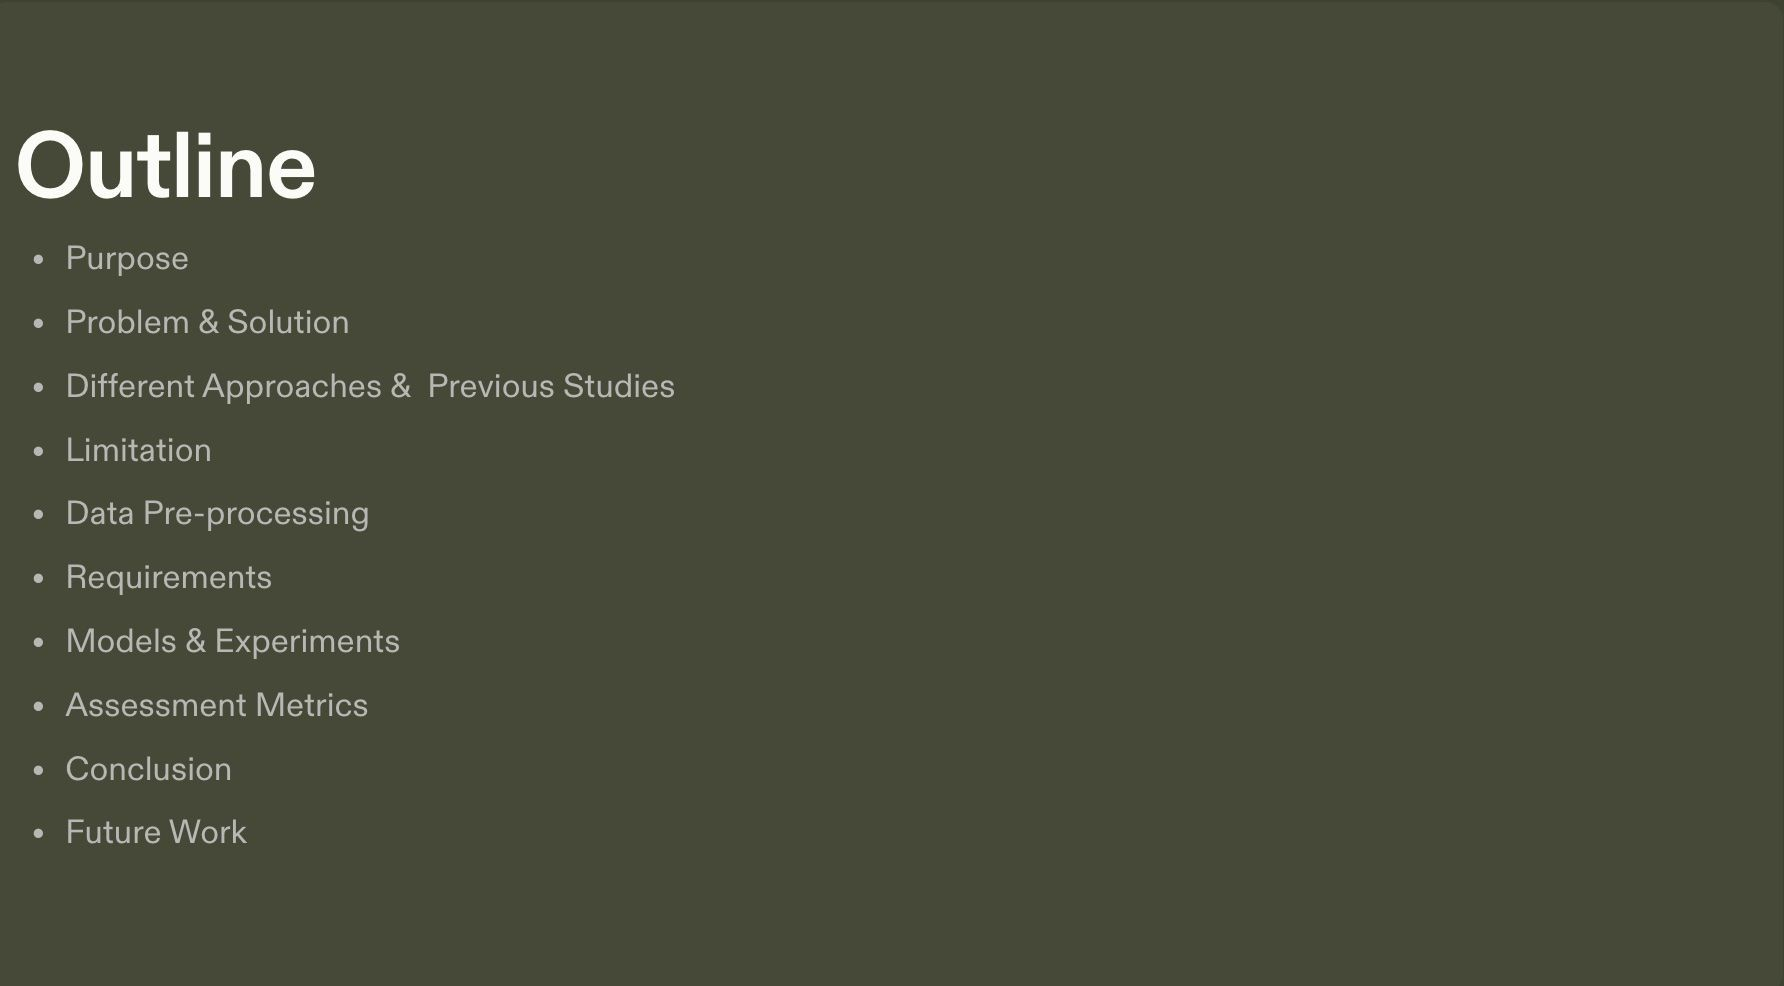 Outline
• Purpose
• Problem & Solution
• Different Approaches &  Previous Studies
• Limitation
• Data Pre-processing
• Requirements
• Models & Experiments
• Assessment Metrics
• Conclusion
• Future Work